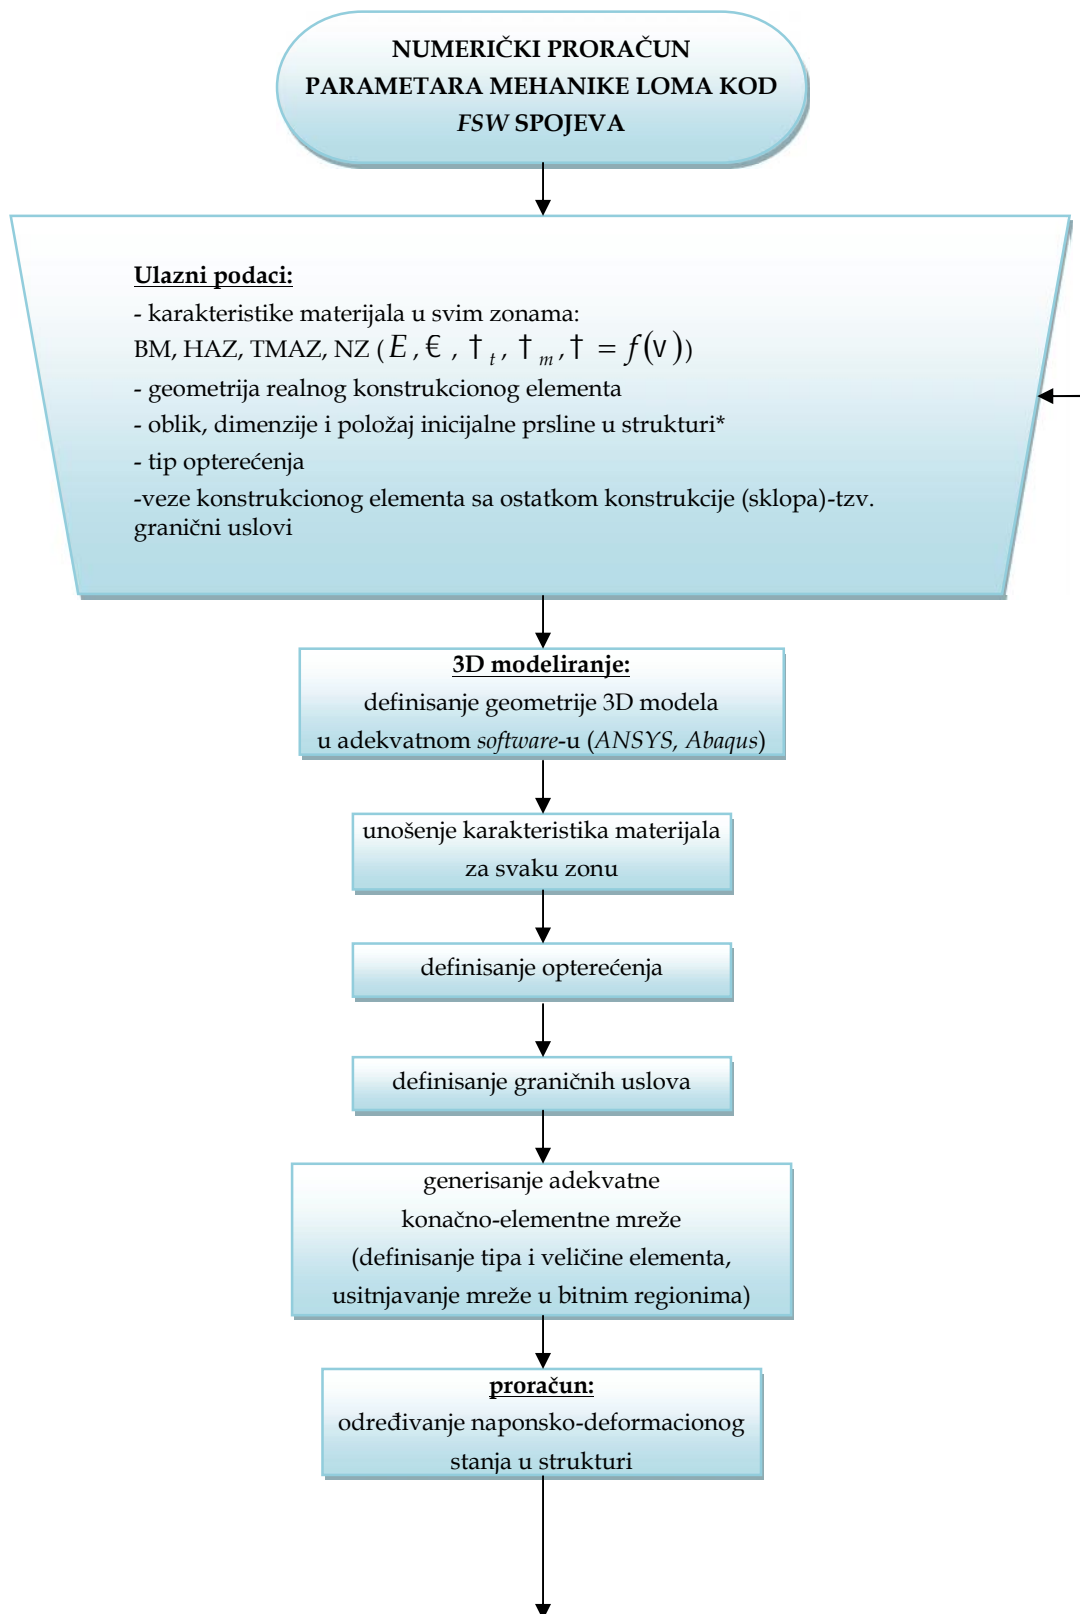 NUMERIČKI PRORAČUN
PARAMETARA MEHANIKE LOMA KOD
FSW SPOJEVA
Ulazni podaci:
- karakteristike materijala u svim zonama:
BM, HAZ, TMAZ, NZ ( E , € , †t , †m , † = f(v))
- geometrija realnog konstrukcionog elementa
- oblik, dimenzije i položaj inicijalne prsline u strukturi*
- tip opterećenja
-veze konstrukcionog elementa sa ostatkom konstrukcije (sklopa)-tzv.
granični uslovi
3D modeliranje:
definisanje geometrije 3D modela
u adekvatnom software-u (ANSYS, Abaqus)
unošenje karakteristika materijala
za svaku zonu
definisanje opterećenja
definisanje graničnih uslova
generisanje adekvatne
konačno-elementne mreže
(definisanje tipa i veličine elementa,
usitnjavanje mreže u bitnim regionima)
proračun:
određivanje naponsko-deformacionog
stanja u strukturi